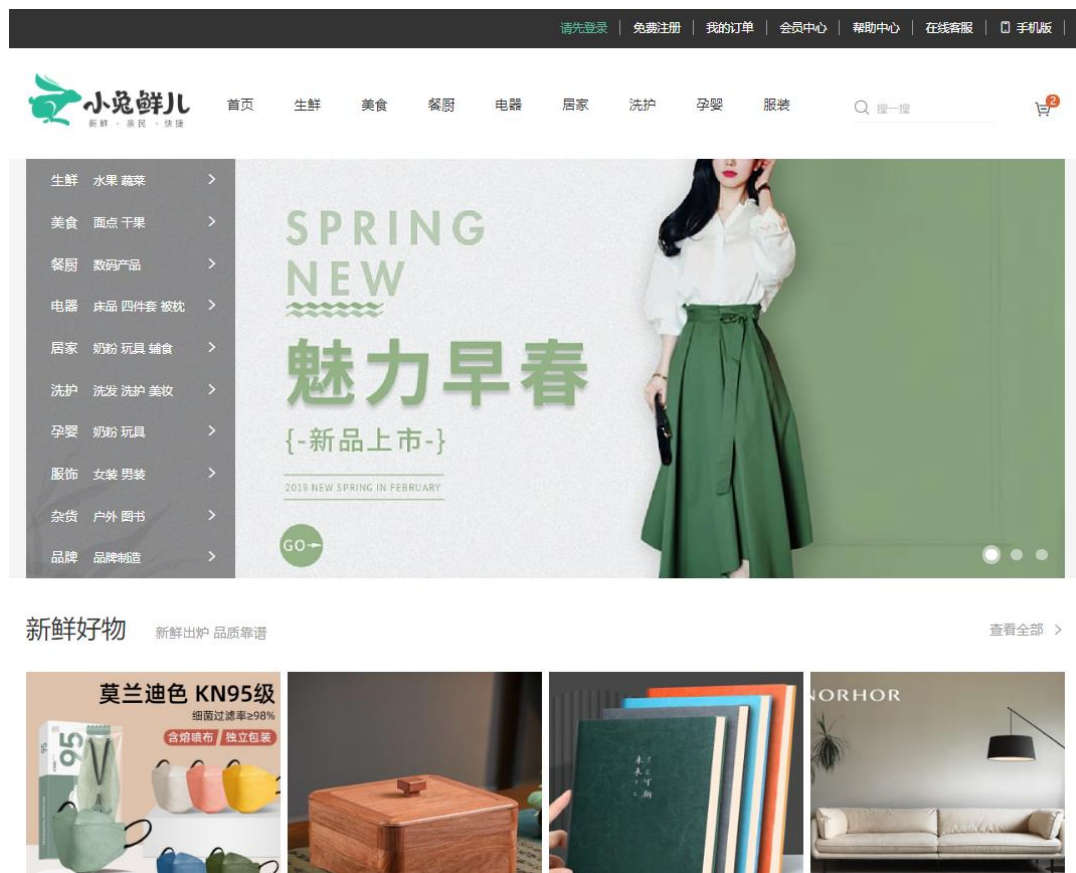 请先登录 免费注册 我的订单 会员中心 帮助中心 在线客服 手机版
小兔鲜儿
新鲜 · 亲民 · 快捷
首页 生鲜 美食 餐厨 电器 居家 洗护 孕婴 服装 搜一搜 2
生鲜 水果 蔬菜
美食 面点 干果
餐厨 数码产品
电器 床品 四件套 被枕
居家 奶粉 玩具 辅食
洗护 洗发 洗护 美妆
孕婴 奶粉 玩具
服饰 女装 男装
杂货 户外 图书
品牌 品牌制造
SPRING
NEW
魅力早春
{-新品上市-}
2019 NEW SPRING IN FEBRUARY
GO
新鲜好物 新鲜出炉 品质靠谱 查看全部
莫兰迪色 KN95级
细菌过滤率≥98%
含熔喷布 独立包装
95
NORHOR